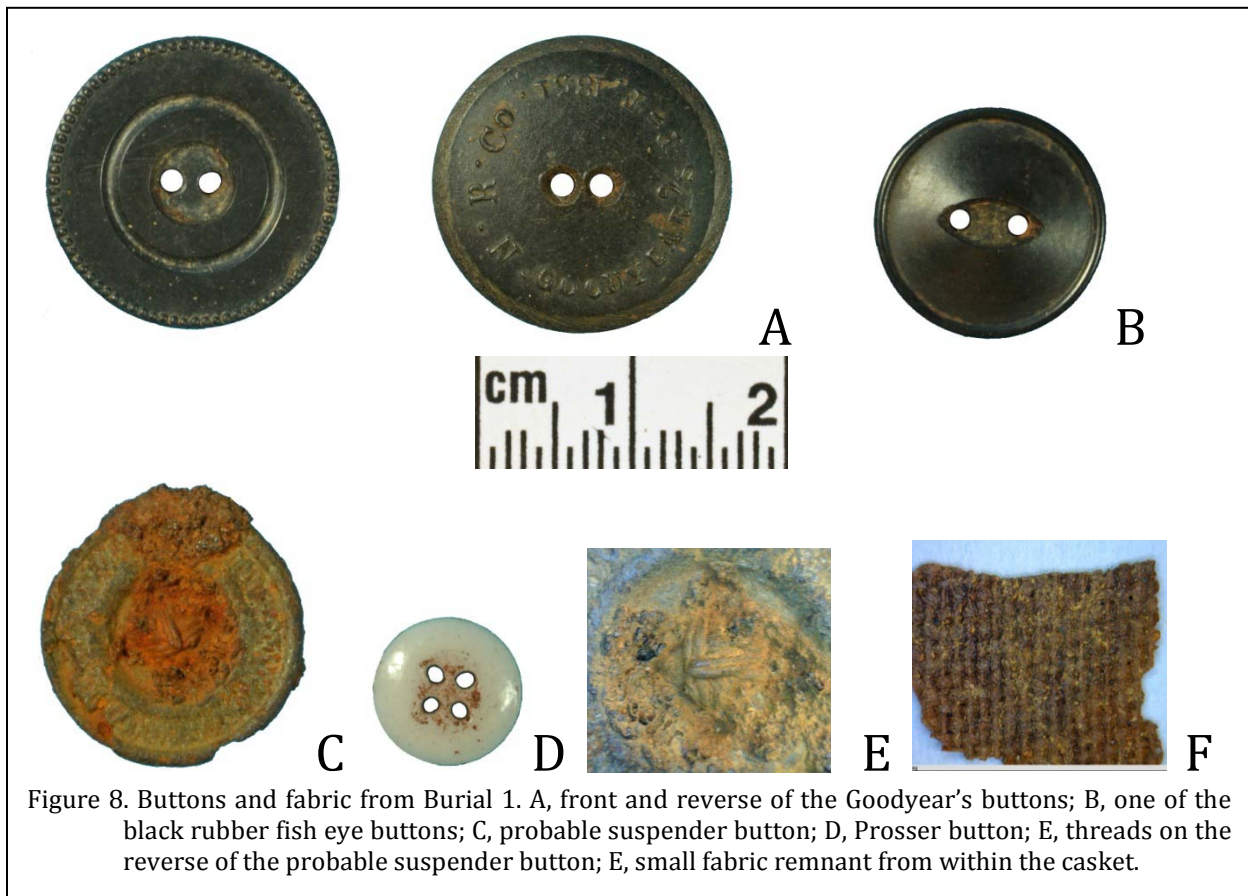 N. R. Co. GOODYEAR'S P=T.
A
B
cm 1 2
C
D
E
F
Figure 8. Buttons and fabric from Burial 1. A, front and reverse of the Goodyear’s buttons; B, one of the
black rubber fish eye buttons; C, probable suspender button; D, Prosser button; E, threads on the
reverse of the probable suspender button; E, small fabric remnant from within the casket.